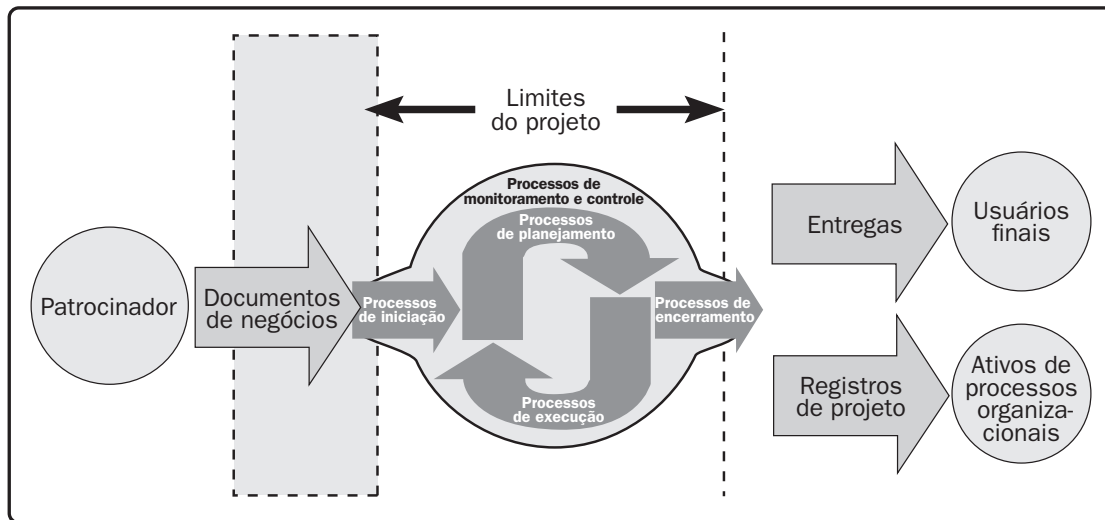 Limites
do projeto
Processos de
monitoramento e controle
Processos
de planejamento
Patrocinador
Documentos
de negócios
Processos
de iniciação
Processos de
encerramento
Processos
de execução
Entregas
Usuários
finais
Registros
de projeto
Ativos de
processos
organiza-
cionais